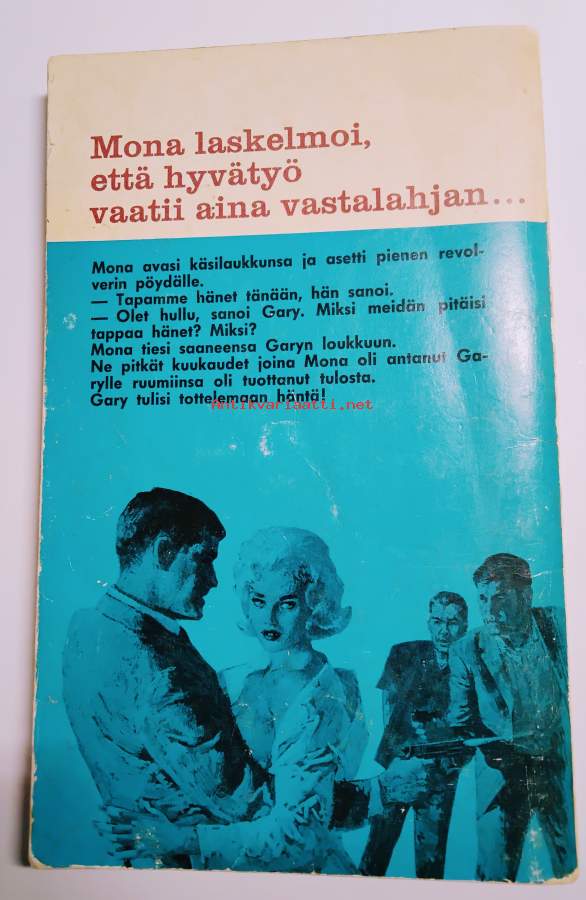 Mona laskelmoi,
että hyvätyö
vaatii aina vastalahjan...
Mona avasi käsilaukkunsa ja asetti pienen revol-
verin pöydälle.
— Tapamme hänet tänään, hän sanoi.
— Olet hullu, sanoi Gary. Miksi meidän pitäisi
tappaa hänet? Miksi?
Mona tiesi saaneensa Garyn loukkuun.
Ne pitkät kuukaudet joina Mona oli antanut Ga-
rylle ruumiinsa oli tuottanut tulosta.
Gary tulisi tottelemaan häntä!
Antikvariaatti.net